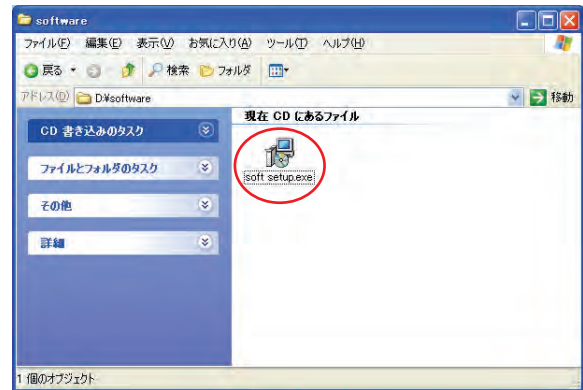 software
ファイル(F) 編集(E) 表示(V) お気に入り(A) ツール(T) ヘルプ(H)
戻る 検索 フォルダ
アドレス(D) D:¥software 移動
CD 書き込みのタスク
ファイルとフォルダのタスク
その他
詳細
現在 CD にあるファイル
soft setup.exe
1 個のオブジェクト